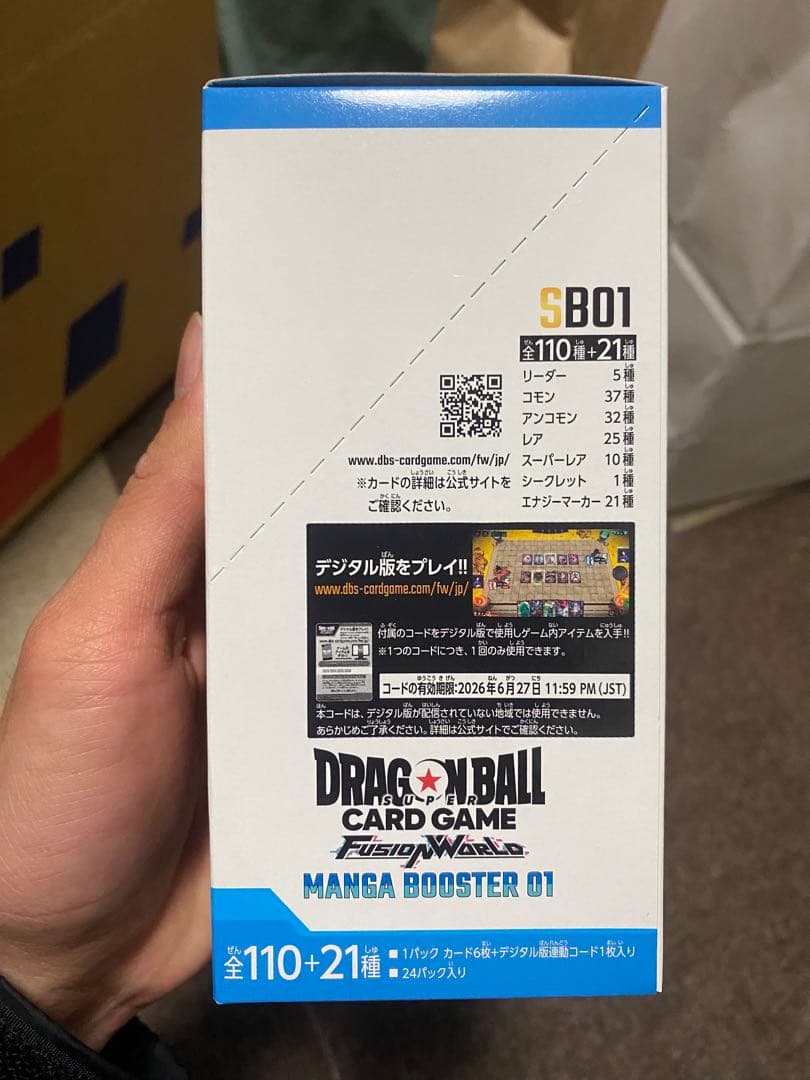 SB01
全110種+21種
リーダー 5種
コモン 37種
アンコモン 32種
レア 25種
スーパーレア 10種
シークレット 1種
エナジーマーカー 21種
www.dbs-cardgame.com/fw/jp/
※カードの詳細は公式サイトを
ご確認ください。
デジタル版をプレイ!!
www.dbs-cardgame.com/fw/jp/
付属のコードをデジタル版で使用しゲーム内アイテムを入手!!
※1つのコードにつき、1回のみ使用できます。
コードの有効期限:2026年6月27日 11:59 PM (JST)
本コードは、デジタル版が配信されていない地域では使用できません。
あらかじめご了承ください。詳細は公式サイトでご確認ください。
DRAGON BALL
SUPER
CARD GAME
FUSION WORLD
MANGA BOOSTER 01
全110+21種
■ 1パック カード6枚+デジタル版連動コード1枚入り
■ 24パック入り